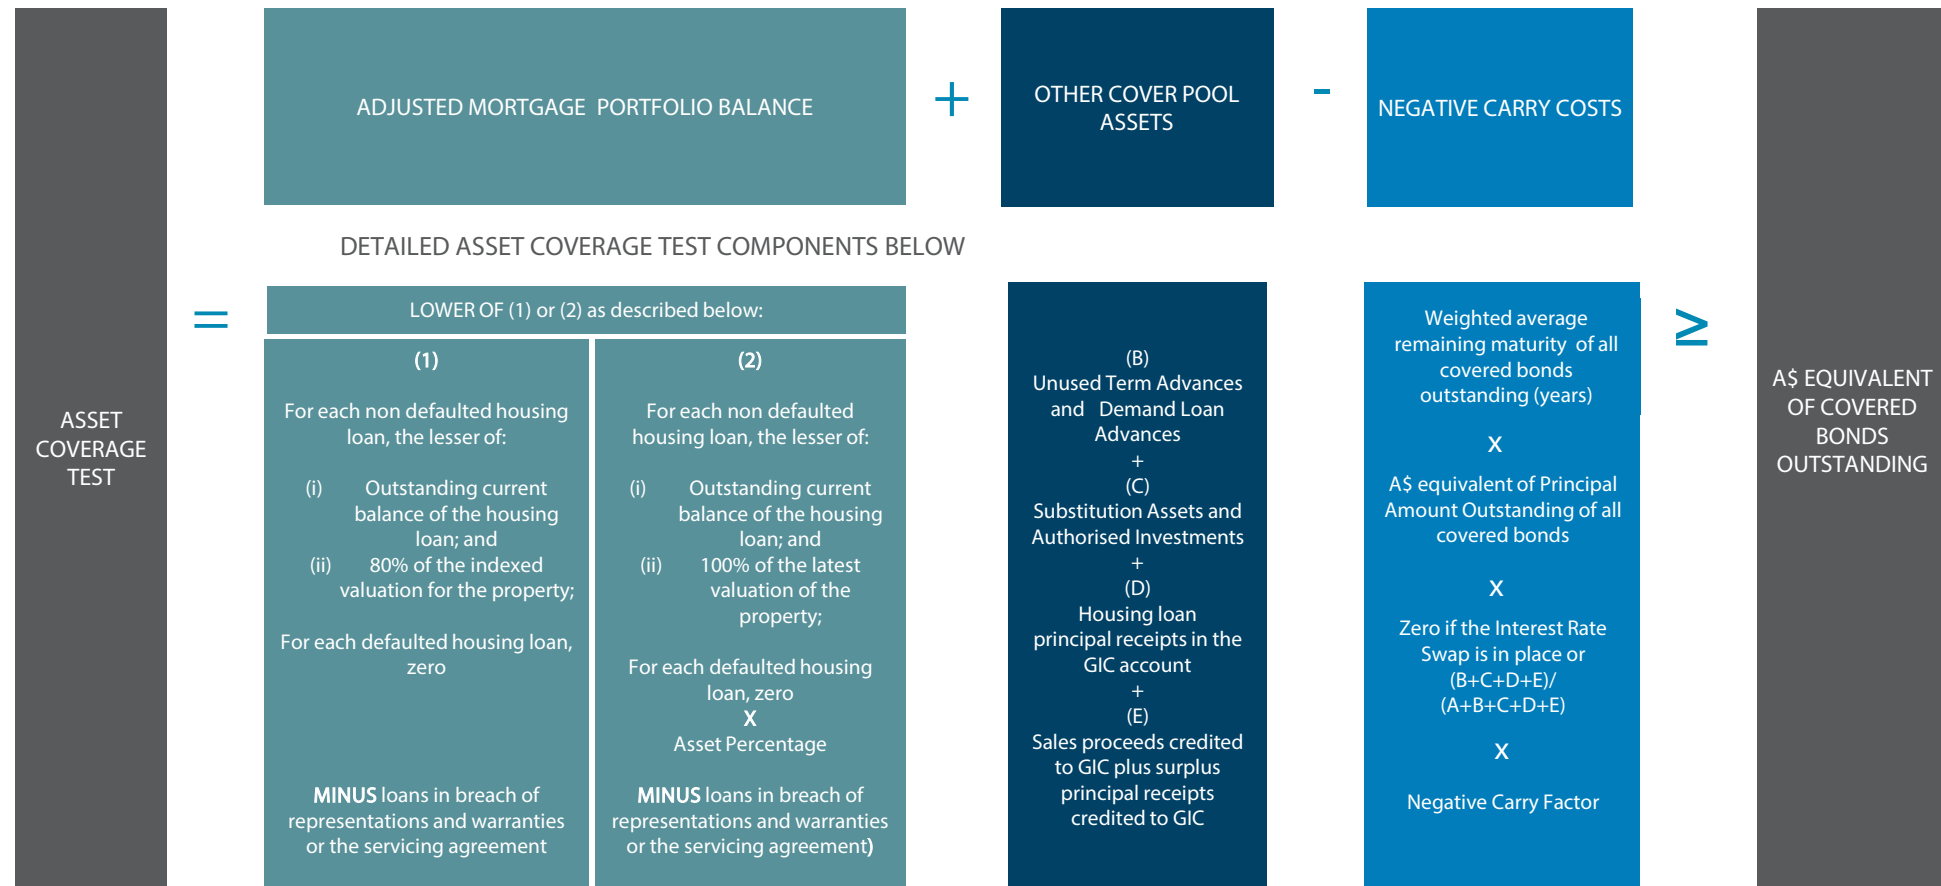 ASSET
COVERAGE
TEST
=
ADJUSTED MORTGAGE PORTFOLIO BALANCE
+
OTHER COVER POOL
ASSETS
-
NEGATIVE CARRY COSTS
DETAILED ASSET COVERAGE TEST COMPONENTS BELOW
LOWER OF (1) or (2) as described below:
(1)
For each non defaulted housing
loan, the lesser of:
(i) Outstanding current
balance of the housing
loan; and
(ii) 80% of the indexed
valuation for the property;
For each defaulted housing loan,
zero
MINUS loans in breach of
representations and warranties
or the servicing agreement
(2)
For each non defaulted
housing loan, the lesser of:
(i) Outstanding current
balance of the housing
loan; and
(ii) 100% of the latest
valuation of the
property;
For each defaulted housing
loan, zero
X
Asset Percentage
MINUS loans in breach of
representations and warranties
or the servicing agreement)
(B)
Unused Term Advances
and Demand Loan
Advances
+
(C)
Substitution Assets and
Authorised Investments
+
(D)
Housing loan
principal receipts in the
GIC account
+
(E)
Sales proceeds credited
to GIC plus surplus
principal receipts
credited to GIC
Weighted average
remaining maturity of all
covered bonds
outstanding (years)
X
A$ equivalent of Principal
Amount Outstanding of all
covered bonds
X
Zero if the Interest Rate
Swap is in place or
(B+C+D+E)/
(A+B+C+D+E)
X
Negative Carry Factor
≥
A$ EQUIVALENT
OF COVERED
BONDS
OUTSTANDING